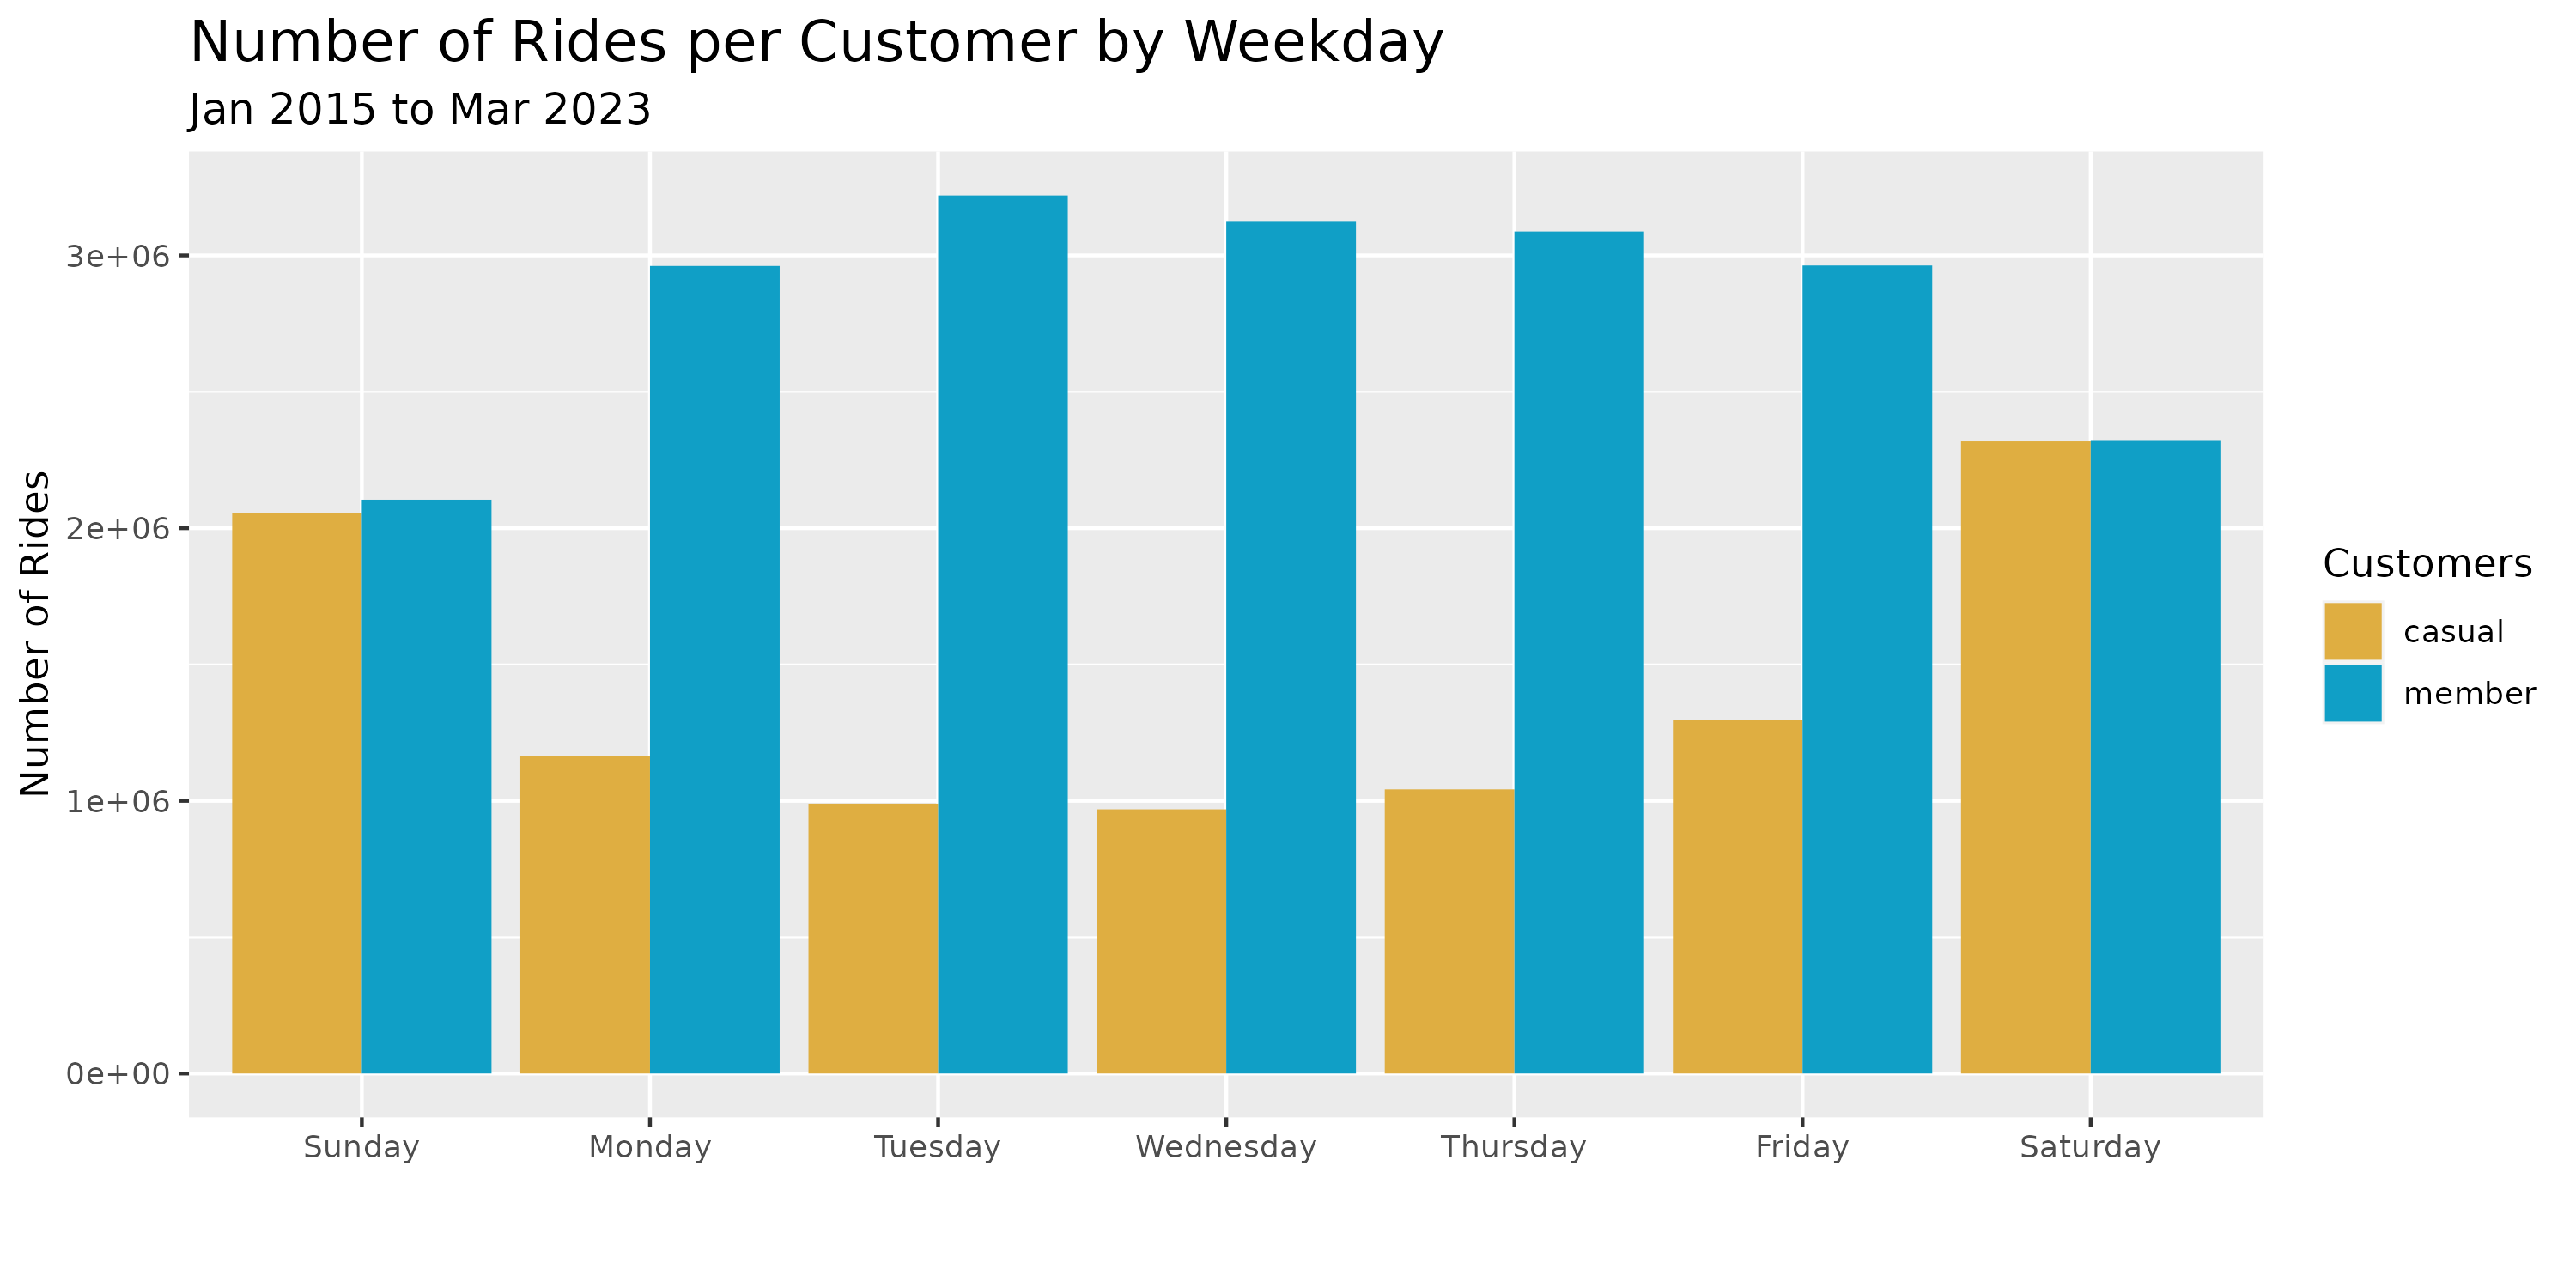 Number of Rides per Customer by Weekday
Jan 2015 to Mar 2023
Number of Rides
3e+06
2e+06
1e+06
0e+00
Sunday Monday Tuesday Wednesday Thursday Friday Saturday
Customers
casual
member